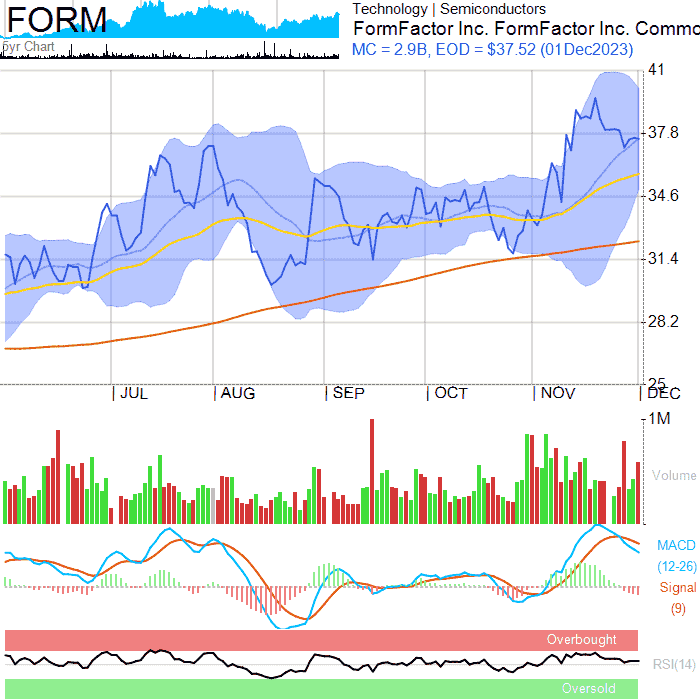 FORM
5yr Chart
Technology | Semiconductors
FormFactor Inc. FormFactor Inc. Commo
MC = 2.9B, EOD = $37.52 (01Dec2023)
41
37.8
34.6
31.4
28.2
25
JUL AUG SEP OCT NOV DEC
1M
Volume
MACD
(12-26)
Signal
(9)
Overbought
RSI(14)
Oversold